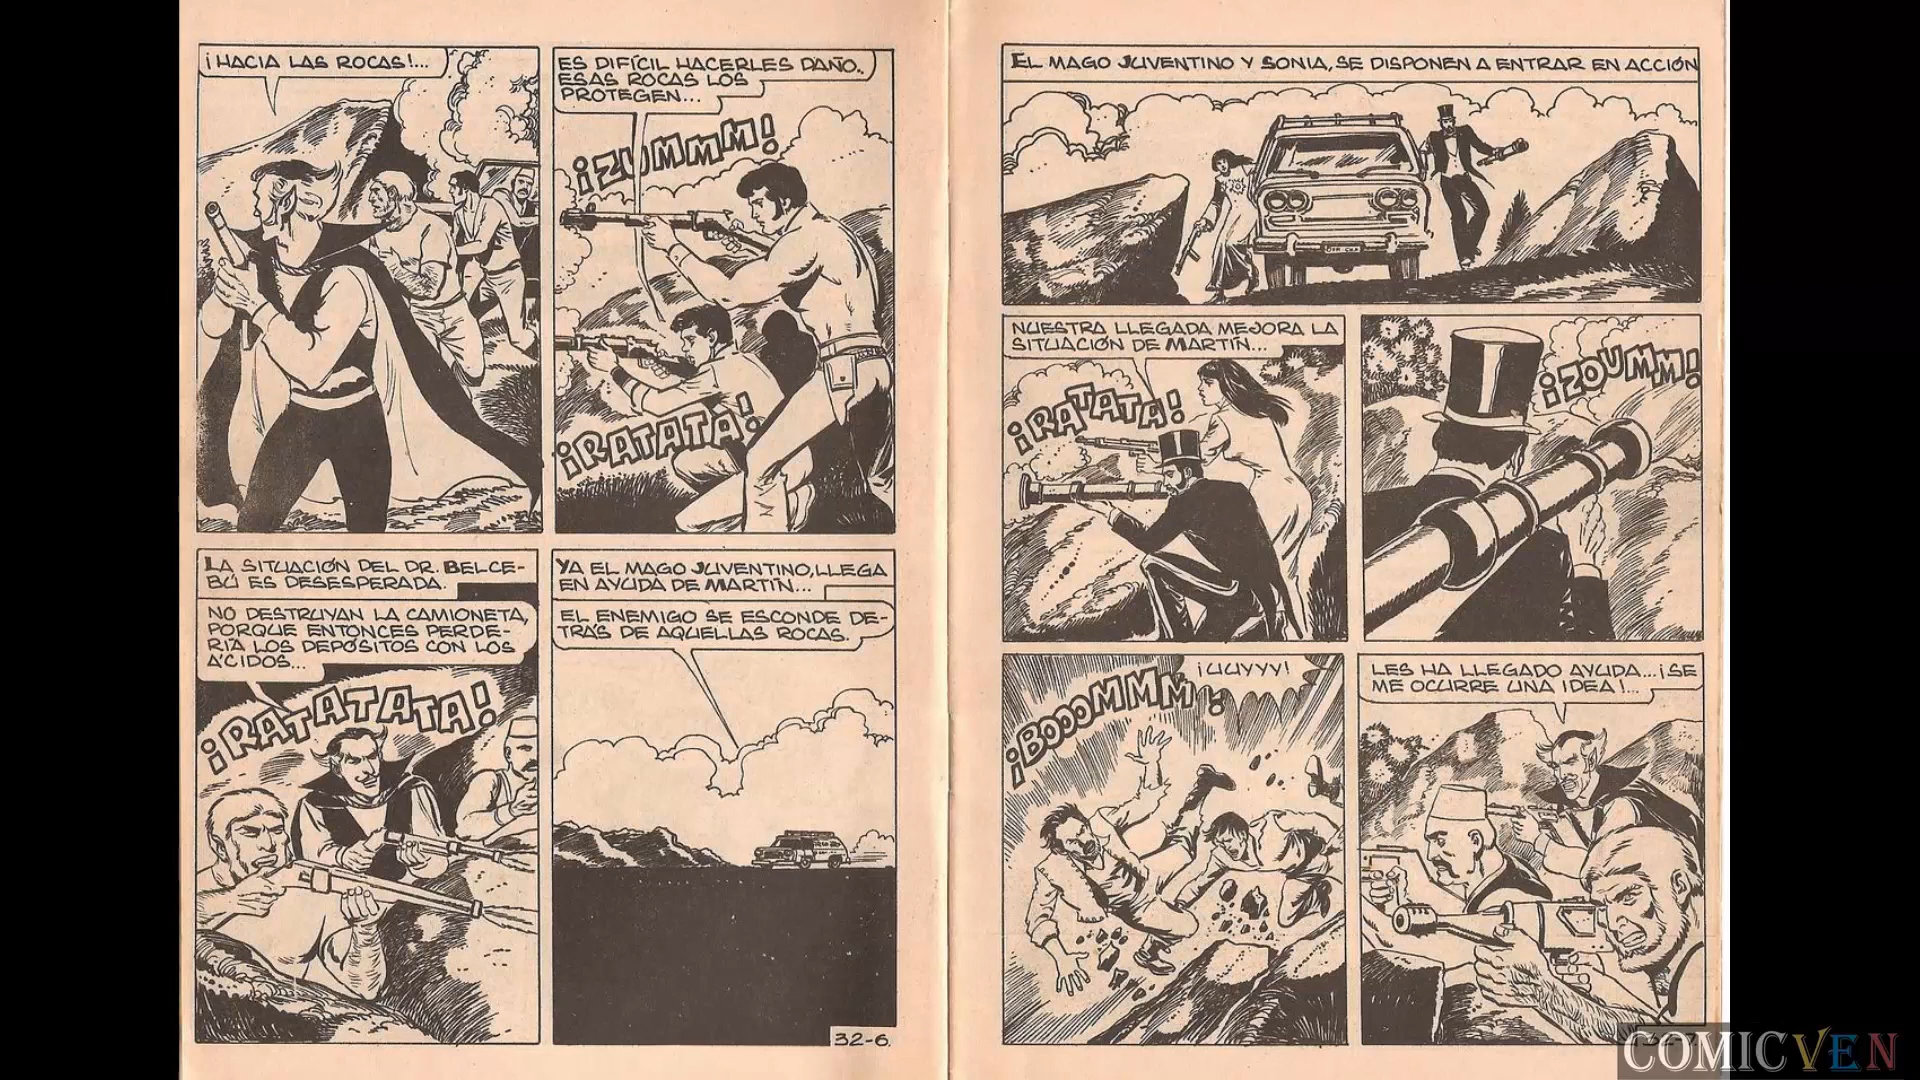 ¡HACIA LAS ROCAS!...
ES DIFÍCIL HACERLES DAÑO..
ESAS ROCAS LOS
PROTEGEN...
¡ZUMMMM!
¡RATATA!
LA SITUACIÓN DEL DR. BELCE-
BÚ ES DESESPERADA.
NO DESTRUYAN LA CAMIONETA,
PORQUE ENTONCES PERDE-
RÍA LOS DEPÓSITOS CON LOS
ÁCIDOS...
¡RATATATATA!
YA EL MAGO JUVENTINO, LLEGA
EN AYUDA DE MARTÍN...
EL ENEMIGO SE ESCONDE DE-
TRÁS DE AQUELLAS ROCAS.
32-6
EL MAGO JUVENTINO Y SONIA, SE DISPONEN A ENTRAR EN ACCIÓN
NUESTRA LLEGADA MEJORA LA
SITUACIÓN DE MARTÍN...
¡RATATA!
¡ZOUMM!
¡BOOOMMM!
¡UUYYY!
LES HA LLEGADO AYUDA...¡SE
ME OCURRE UNA IDEA!...
COMICVEN